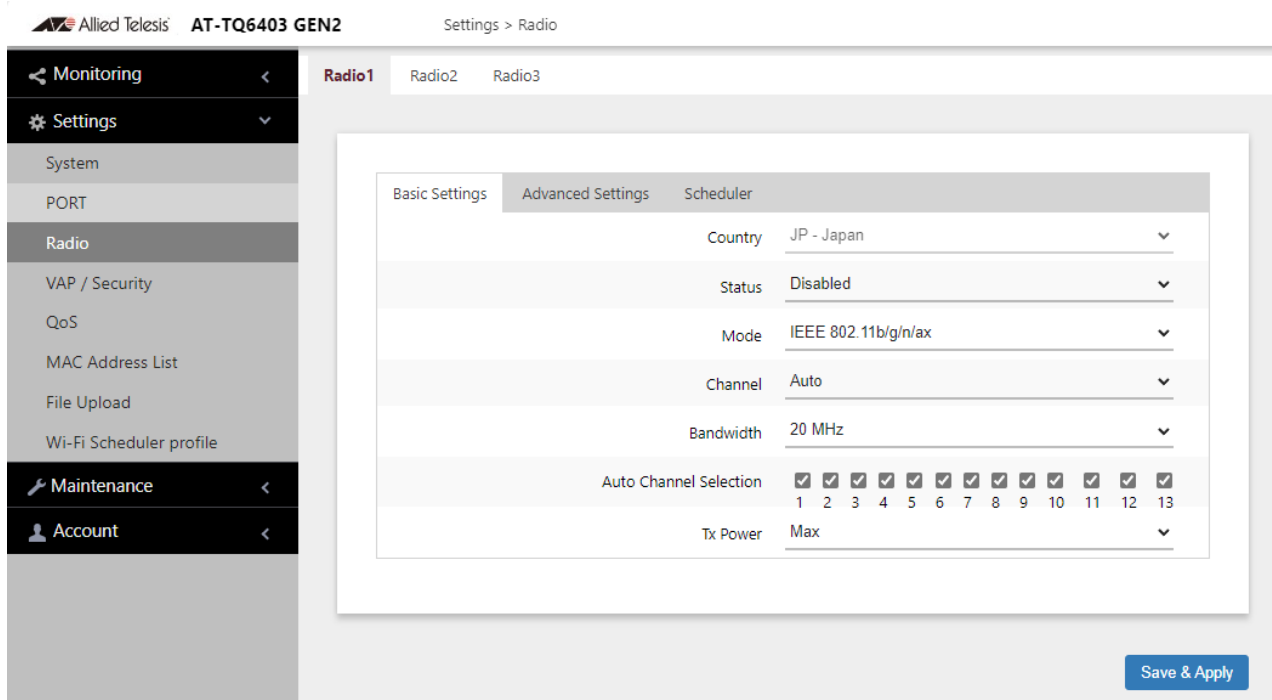 Allied Telesis AT-TQ6403 GEN2 Settings > Radio
Monitoring
Settings
System
PORT
Radio
VAP / Security
QoS
MAC Address List
File Upload
Wi-Fi Scheduler profile
Maintenance
Account
Radio1 Radio2 Radio3
Basic Settings Advanced Settings Scheduler
Country JP - Japan
Status Disabled
Mode IEEE 802.11b/g/n/ax
Channel Auto
Bandwidth 20 MHz
Auto Channel Selection
1 2 3 4 5 6 7 8 9 10 11 12 13
Tx Power Max
Save & Apply